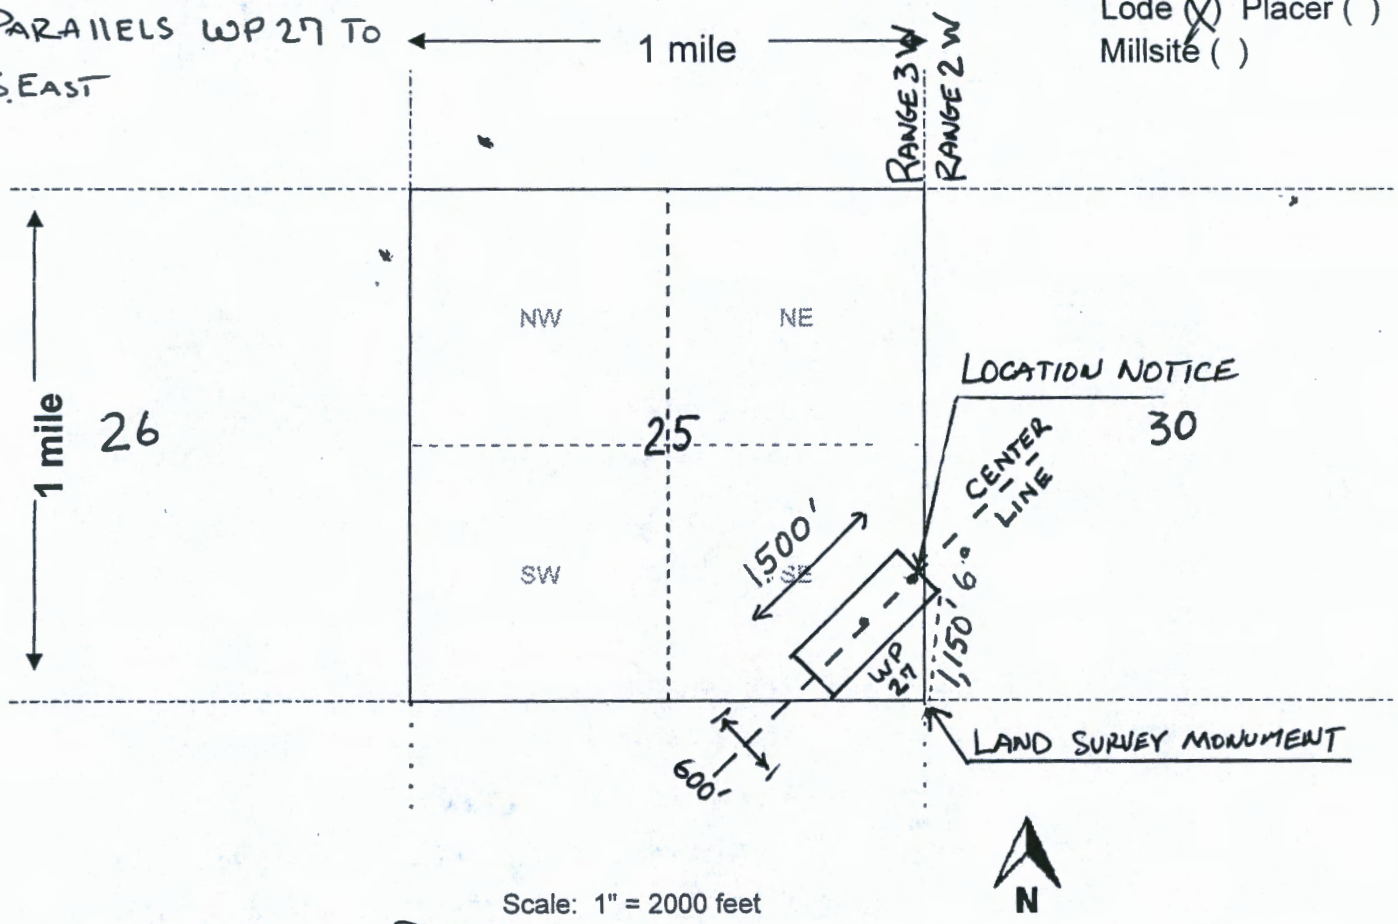 PARALLELS WP 27 TO
S.EAST
1 mile
RANGE 3 W
RANGE 2 W
Lode (X) Placer ( )
Millsite ( )
NW
NE
LOCATION NOTICE
1 mile
26
25
30
CENTER
LINE
1,500'
SW
SE
6°
1,150'
WP
27
600'
LAND SURVEY MONUMENT
N
Scale: 1" = 2000 feet